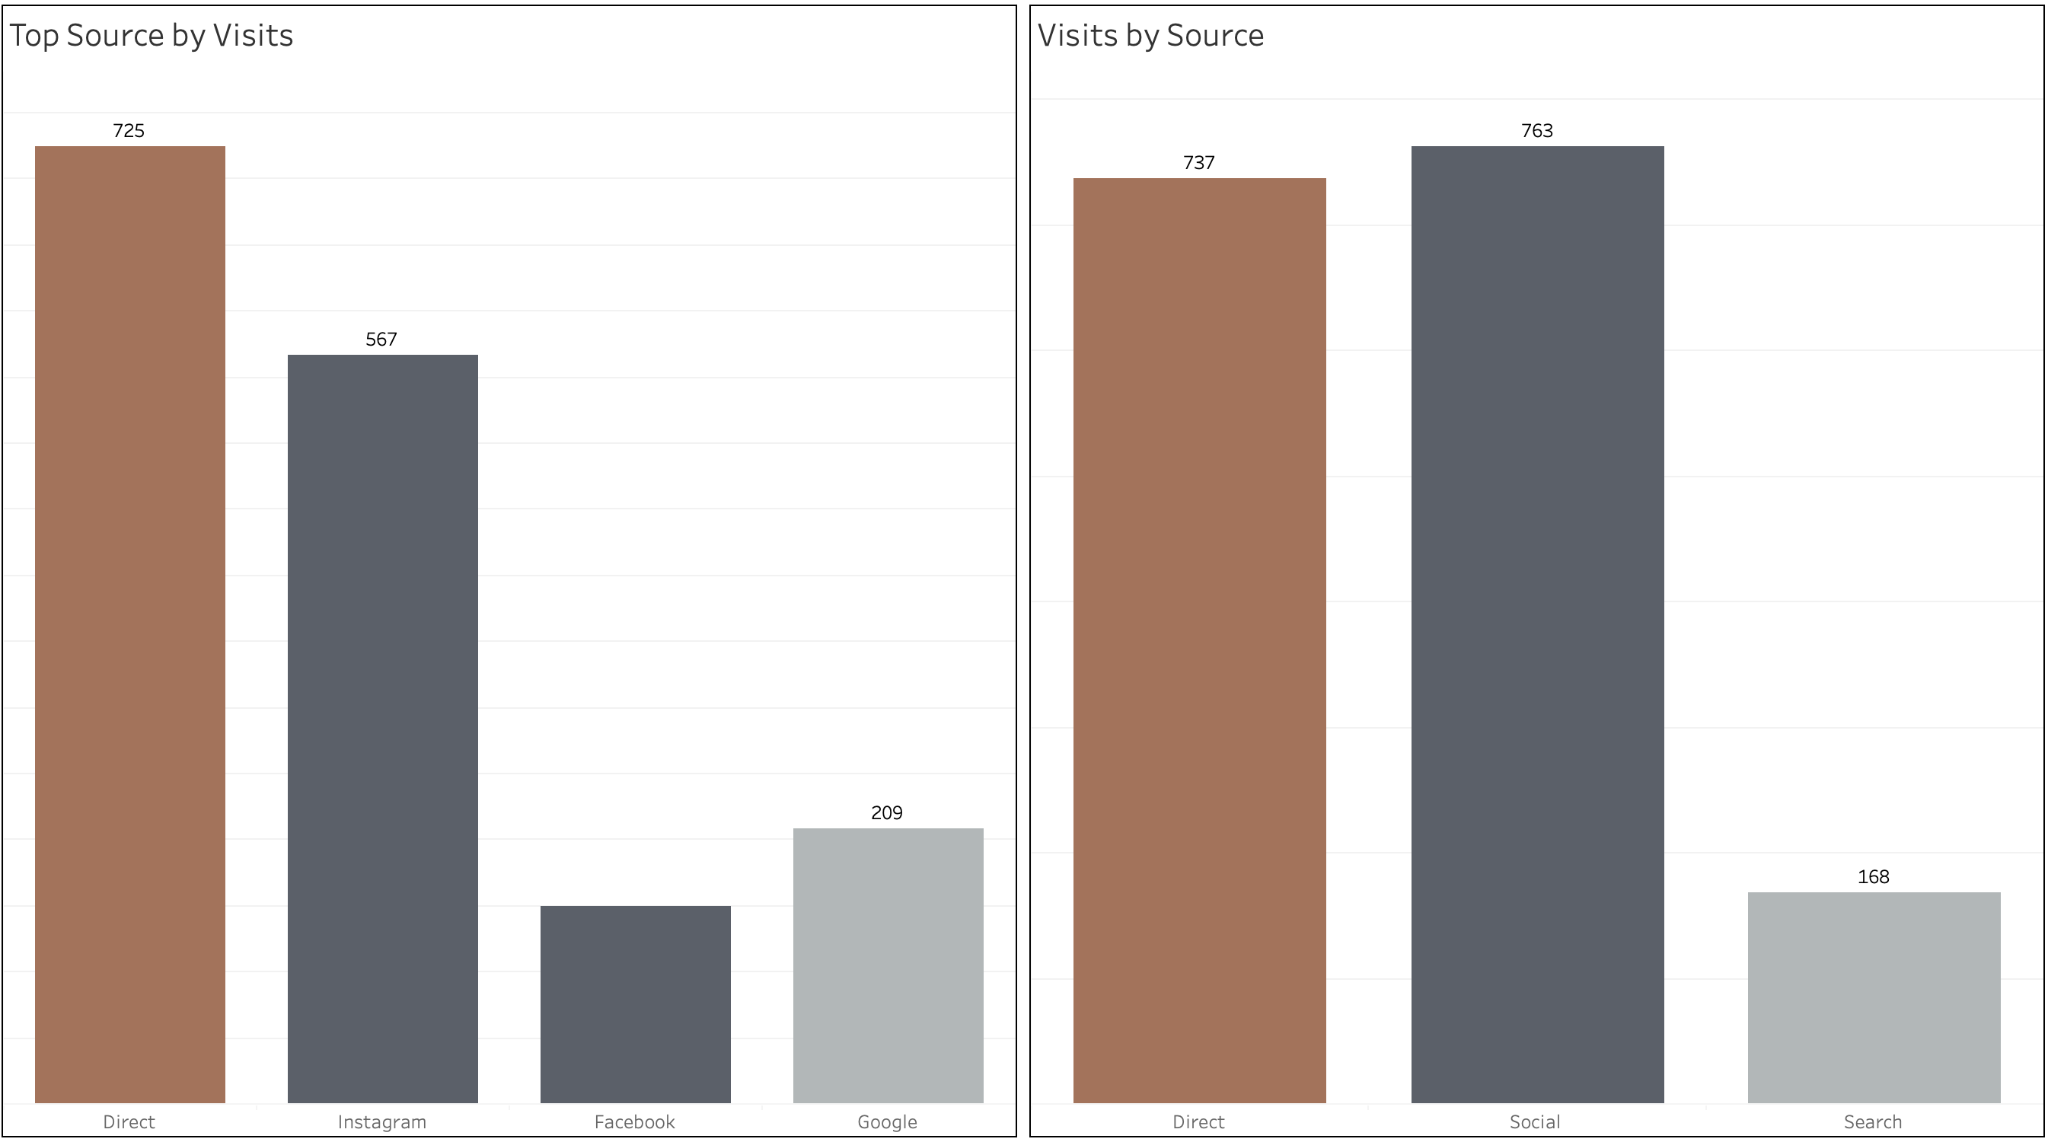 Top Source by Visits
725
567
209
Direct
Instagram
Facebook
Google
Visits by Source
737
763
168
Direct
Social
Search